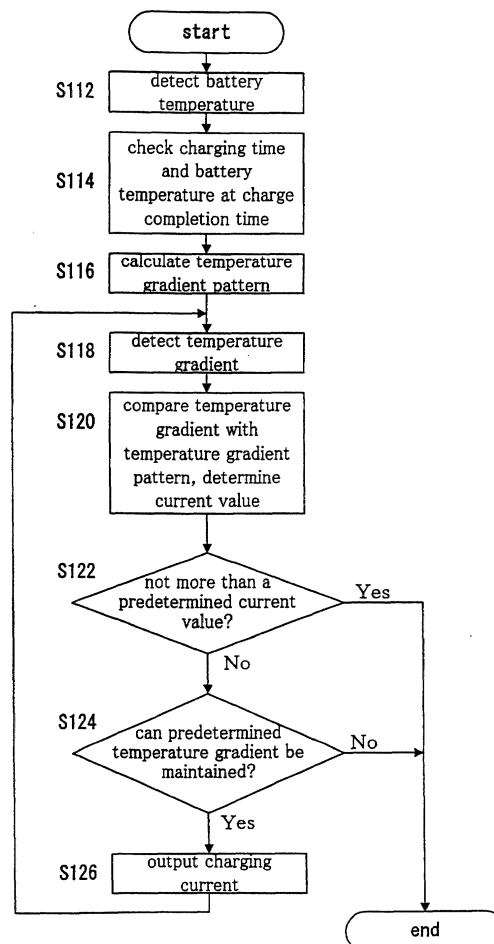 start
S112
detect battery
temperature
S114
check charging time
and battery
temperature at charge
completion time
S116
calculate temperature
gradient pattern
S118
detect temperature
gradient
S120
compare temperature
gradient with
temperature gradient
pattern, determine
current value
S122
not more than a
predetermined current
value?
Yes
No
S124
can predetermined
temperature gradient be
maintained?
No
Yes
S126
output charging
current
end